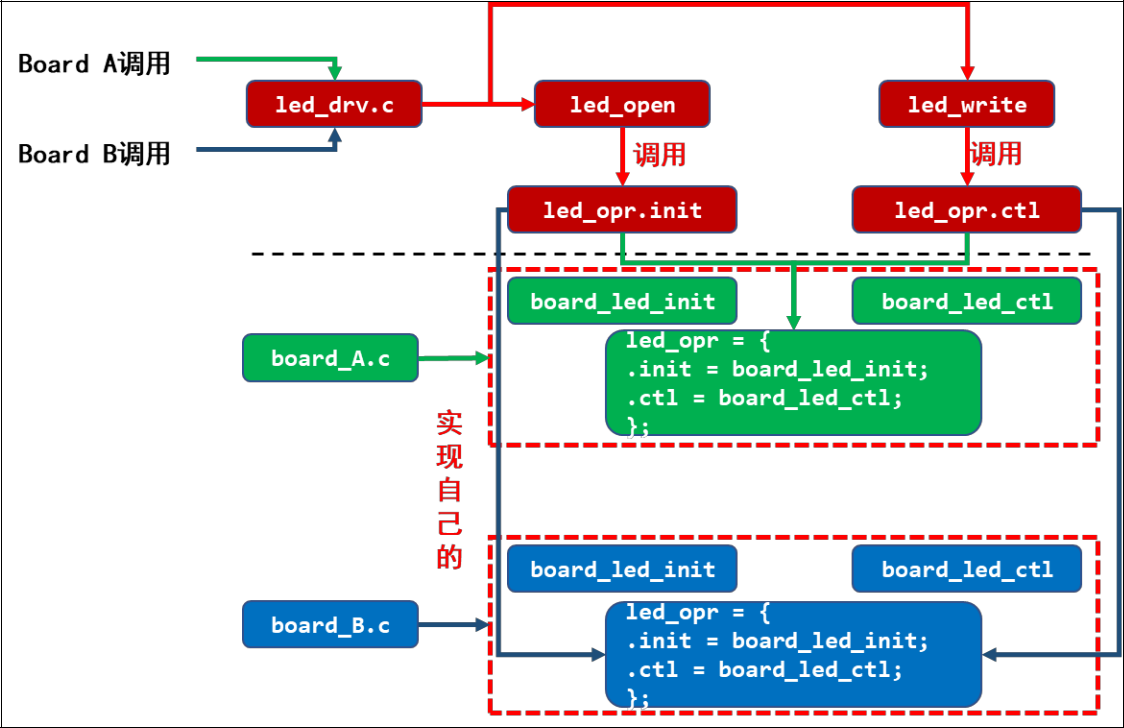 Board A调用
led_drv.c
led_open
led_write
Board B调用
调用
调用
led_opr.init
led_opr.ctl
board_led_init
board_led_ctl
board_A.c
led_opr = {
.init = board_led_init;
.ctl = board_led_ctl;
};
实现自己的
board_led_init
board_led_ctl
board_B.c
led_opr = {
.init = board_led_init;
.ctl = board_led_ctl;
};